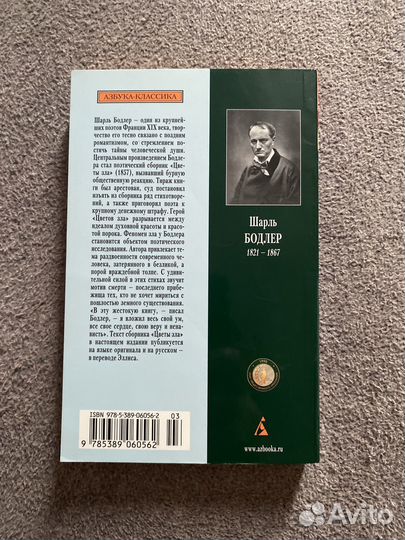 АЗБУКА-КЛАССИКА
Шарль Бодлер – один из крупней-
ших поэтов Франции XIX века, твор-
чество его тесно связано с поздним
романтизмом, со стремлением по-
стичь тайны человеческой души.
Центральным произведением Бодле-
ра стал поэтический сборник «Цве-
ты зла» (1857), вызвавший бурную
общественную реакцию. Тираж кни-
ги был арестован, суд постановил
изъять из сборника ряд стихотворе-
ний, а также приговорил поэта к
крупному денежному штрафу. Герой
«Цветов зла» разрывается между
идеалом духовной красоты и красо-
той порока. Феномен зла у Бодлера
становится объектом поэтического
исследования. Автора привлекает те-
ма раздвоенности современного че-
ловека, затерянного в безликой, а
порой враждебной толпе. С удиви-
тельной силой в этих стихах звучит
мотив смерти – последнего прибе-
жища тех, кто не хочет мириться с
пошлостью земного существования.
«В эту жестокую книгу, – писал
Бодлер, – я вложил весь свой ум,
все свое сердце, свою веру и нена-
висть». Текст сборника «Цветы зла»
в настоящем издании публикуется
на языке оригинала и на русском –
в переводе Эллиса.
ISBN 978-5-389-06056-2
03
9 785389 060562
Шарль
БОДЛЕР
1821 – 1867
www.azbooka.ru
Avito